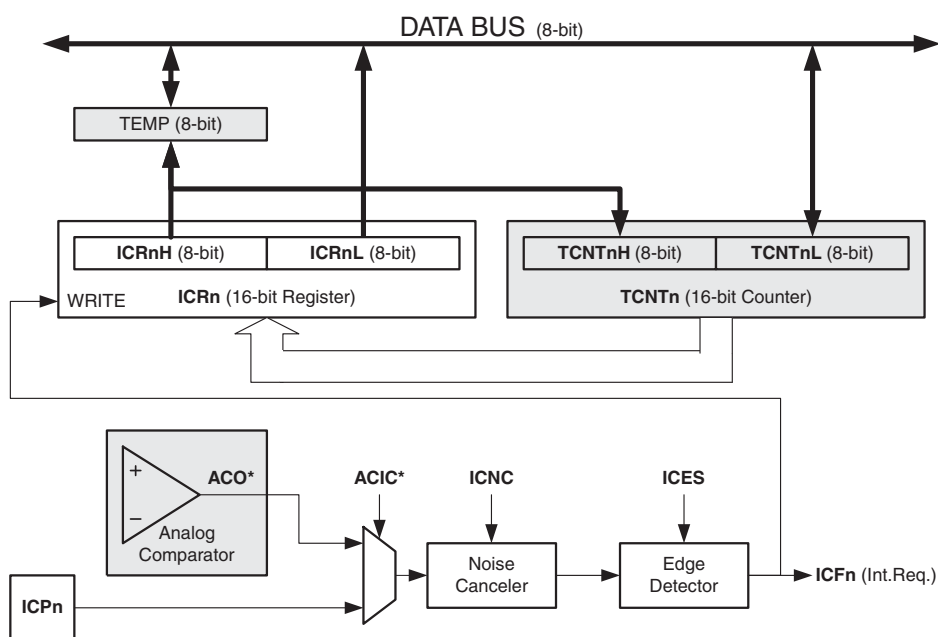 DATA BUS (8-bit)
TEMP (8-bit)
ICRnH (8-bit)
ICRnL (8-bit)
TCNTnH (8-bit)
TCNTnL (8-bit)
WRITE
ICRn (16-bit Register)
TCNTn (16-bit Counter)
+
−
ACO*
Analog
Comparator
ACIC*
ICNC
ICES
Noise
Canceler
Edge
Detector
ICFn (Int.Req.)
ICPn